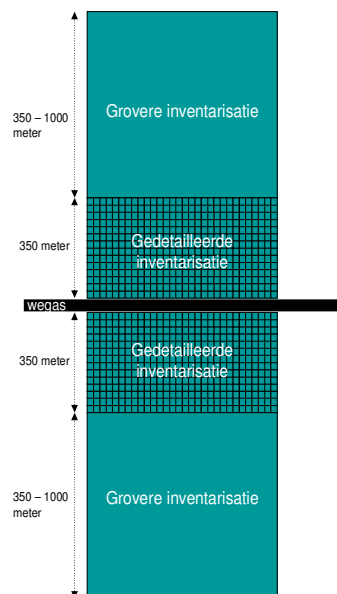 350 – 1000
meter
Grovere inventarisatie
350 meter
Gedetailleerde
inventarisatie
wegas
350 meter
Gedetailleerde
inventarisatie
350 – 1000
meter
Grovere inventarisatie